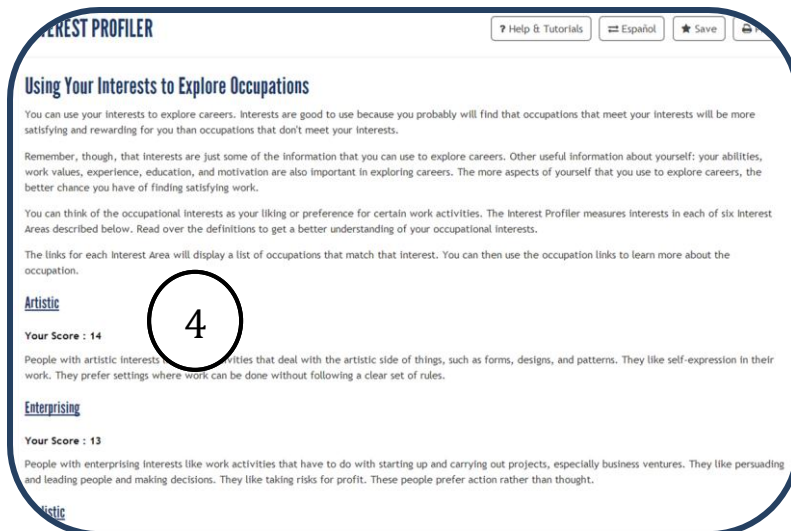 INTEREST PROFILER
? Help & Tutorials
Español
Save
Using Your Interests to Explore Occupations
You can use your interests to explore careers. Interests are good to use because you probably will find that occupations that meet your interests will be more
satisfying and rewarding for you than occupations that don't meet your interests.
Remember, though, that interests are just some of the information that you can use to explore careers. Other useful information about yourself: your abilities,
work values, experience, education, and motivation are also important in exploring careers. The more aspects of yourself that you use to explore careers, the
better chance you have of finding satisfying work.
You can think of the occupational interests as your liking or preference for certain work activities. The Interest Profiler measures interests in each of six Interest
Areas described below. Read over the definitions to get a better understanding of your occupational interests.
The links for each Interest Area will display a list of occupations that match that interest. You can then use the occupation links to learn more about the
occupation.
Artistic
4
Your Score : 14
People with artistic interests that deal with the artistic side of things, such as forms, designs, and patterns. They like self-expression in their
work. They prefer settings where work can be done without following a clear set of rules.
Enterprising
Your Score : 13
People with enterprising interests like work activities that have to do with starting up and carrying out projects, especially business ventures. They like persuading
and leading people and making decisions. They like taking risks for profit. These people prefer action rather than thought.